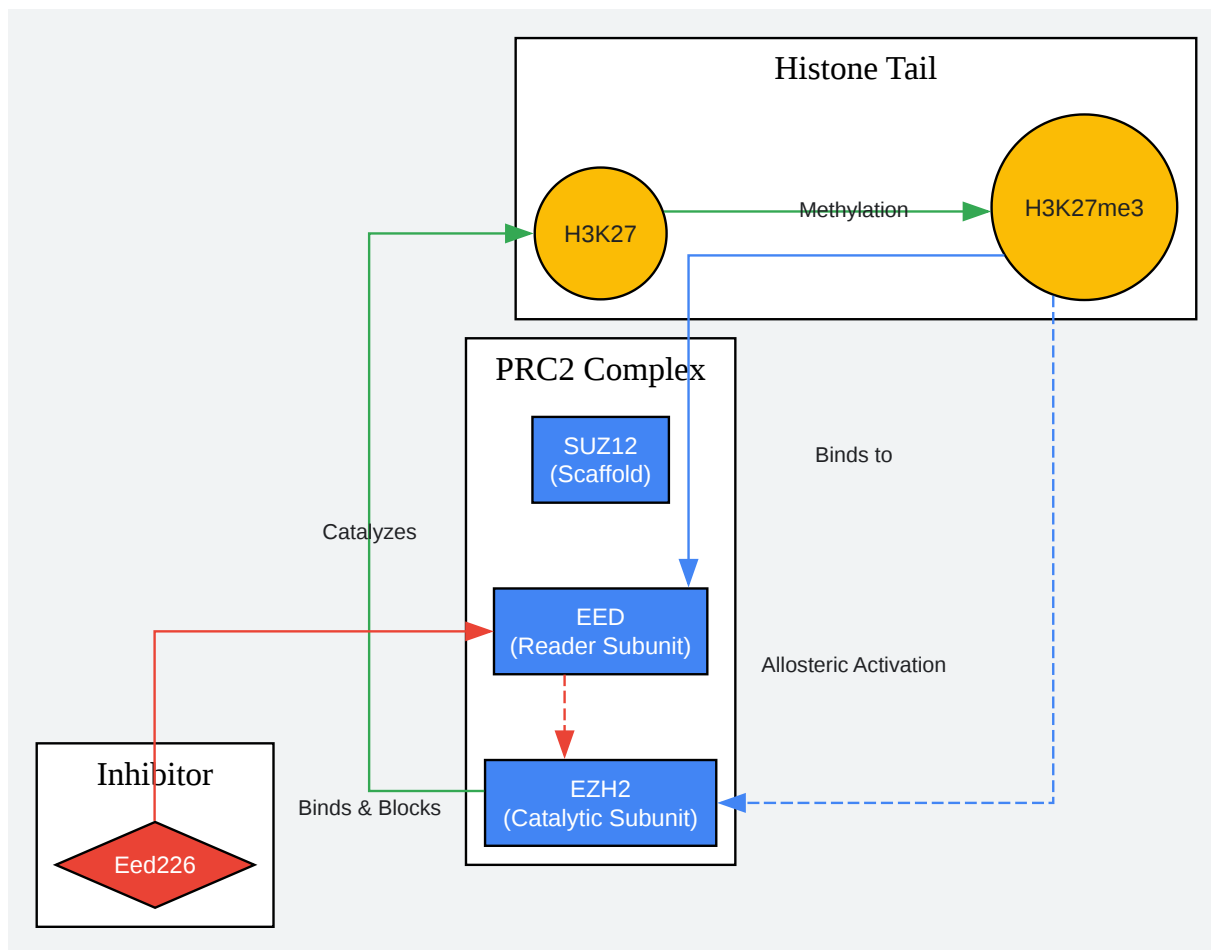 Histone Tail
H3K27
Methylation
H3K27me3
PRC2 Complex
SUZ12
(Scaffold)
Binds to
Catalyzes
EED
(Reader Subunit)
Allosteric Activation
Inhibitor
EZH2
(Catalytic Subunit)
Binds & Blocks
Eed226